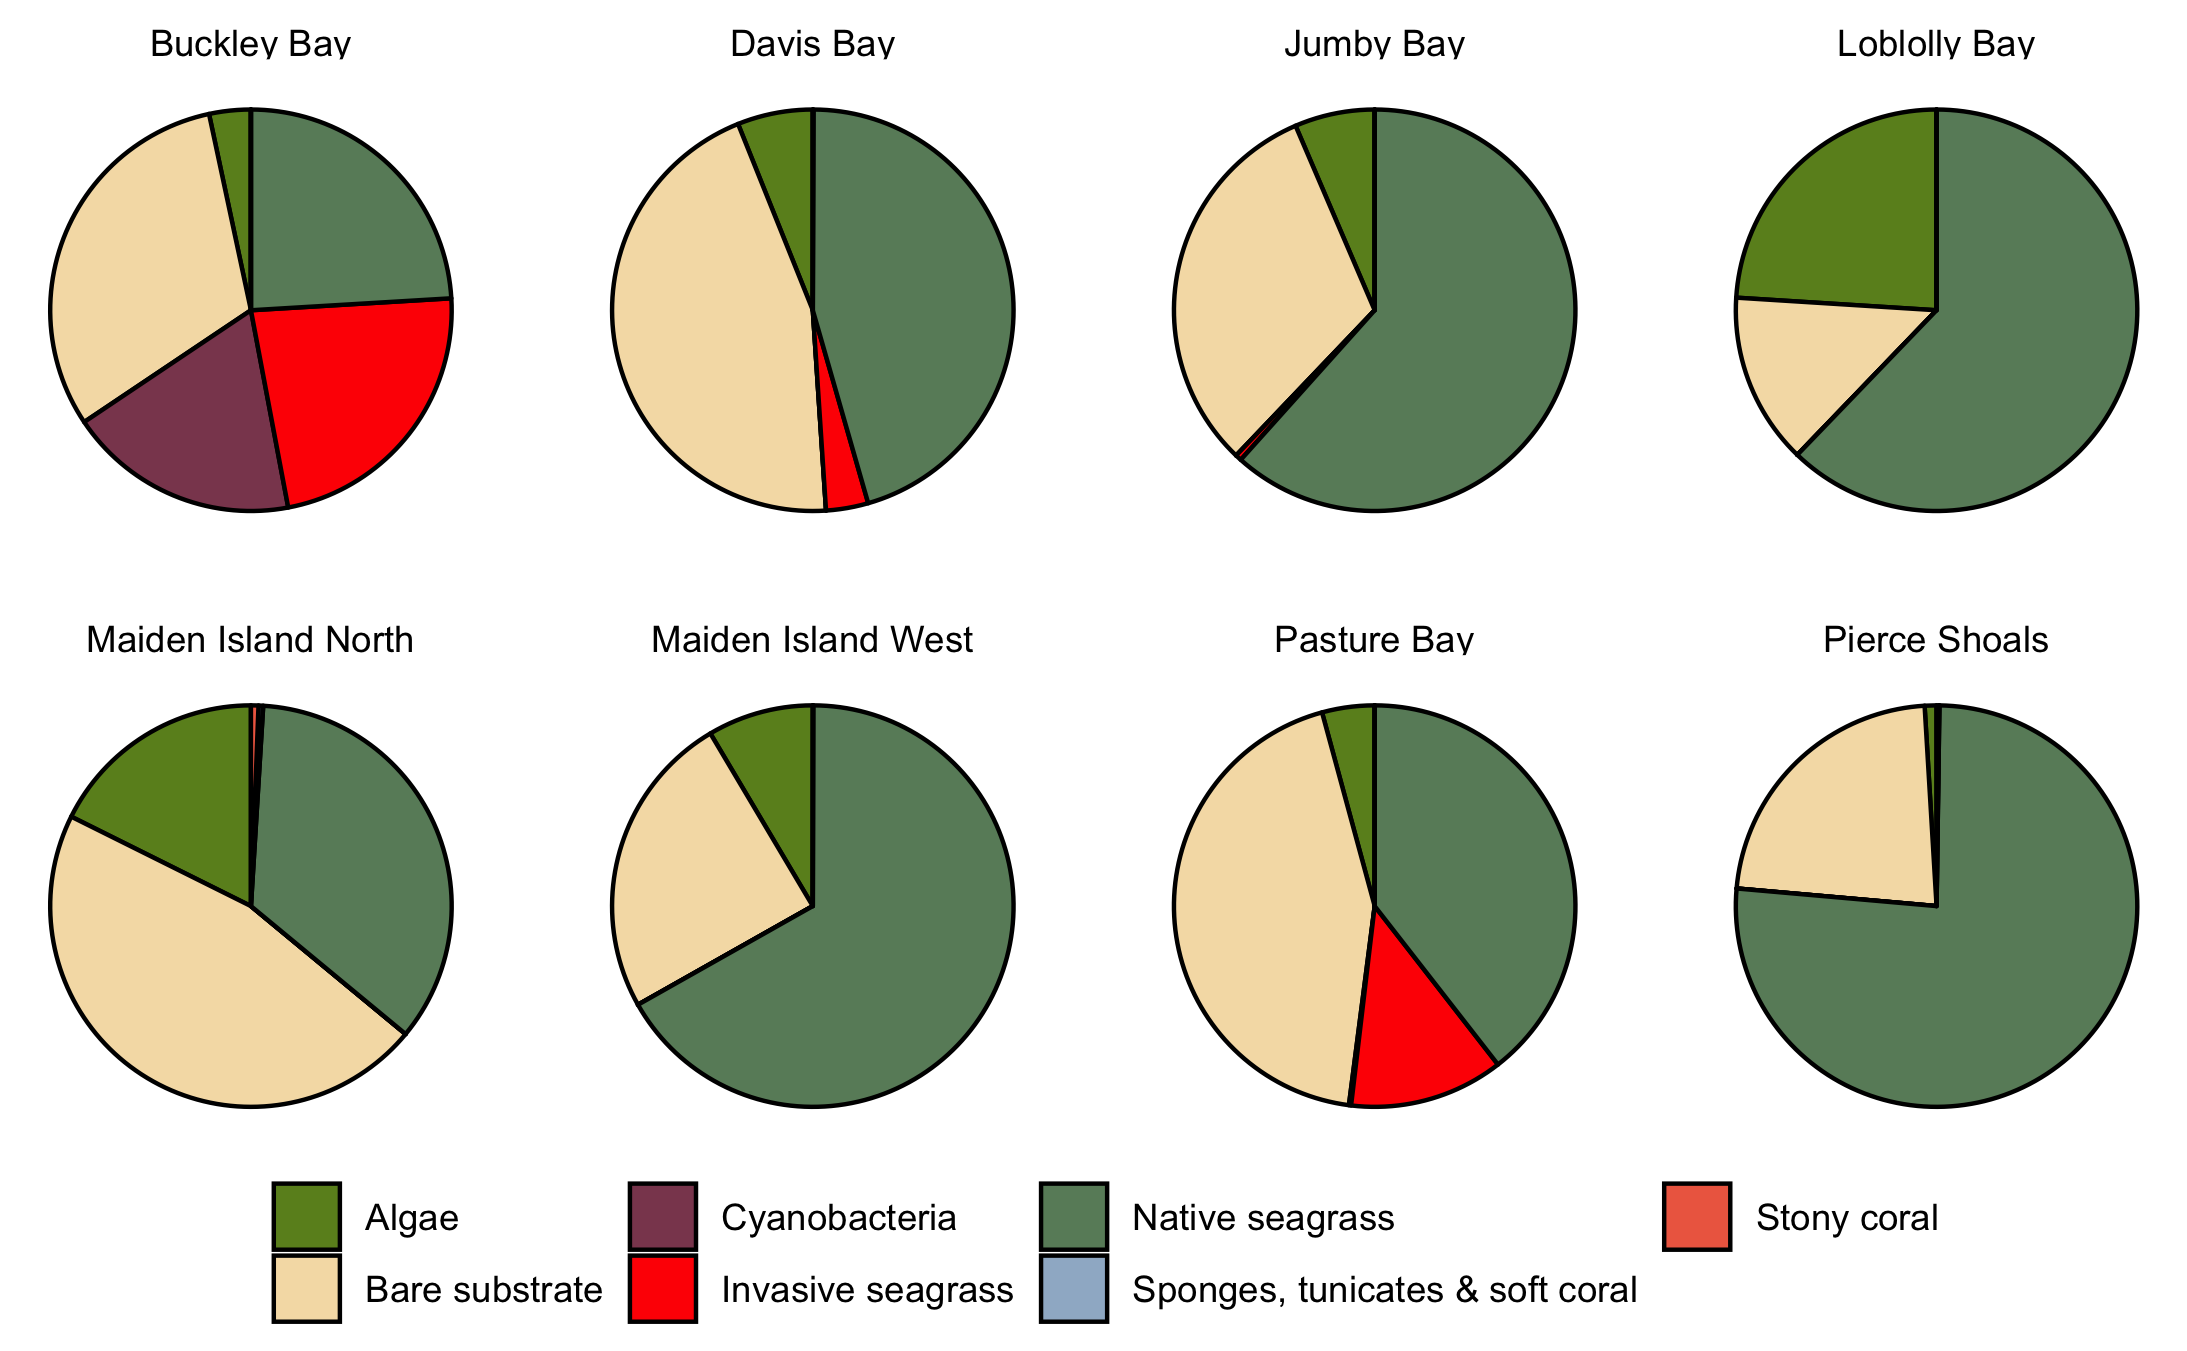 Buckley Bay
Davis Bay
Jumby Bay
Loblolly Bay
Maiden Island North
Maiden Island West
Pasture Bay
Pierce Shoals
Algae
Cyanobacteria
Native seagrass
Stony coral
Bare substrate
Invasive seagrass
Sponges, tunicates & soft coral